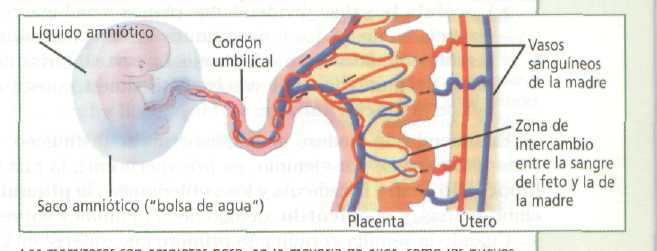 Líquido amniótico
Cordón
umbilical
Vasos
sanguíneos
de la madre
Zona de
intercambio
entre la sangre
del feto y la de
la madre
Saco amniótico ("bolsa de agua")
Placenta
Útero